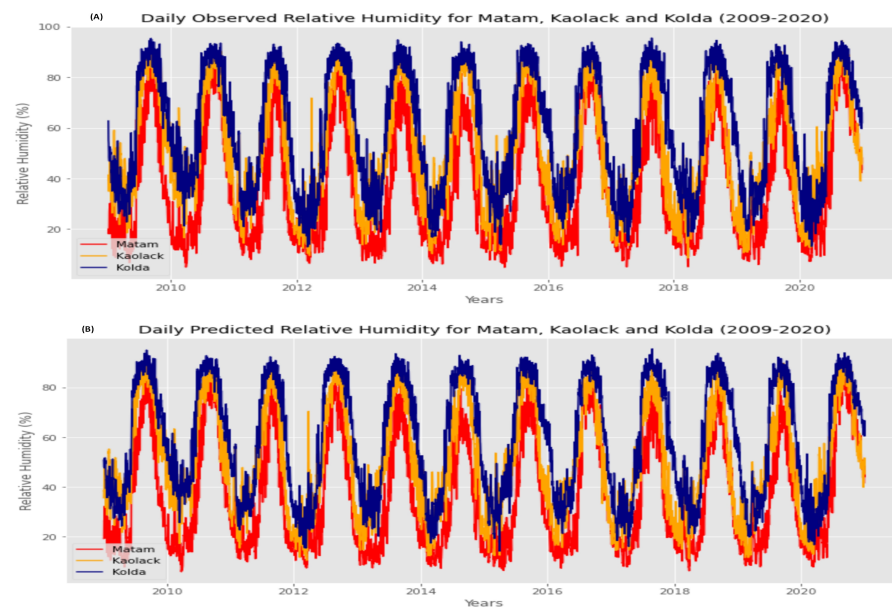 (A)
Daily Observed Relative Humidity for Matam, Kaolack and Kolda (2009-2020)
100
80
60
40
20
Relative Humidity (%)
Matam
Kaolack
Kolda
2010 2012 2014 2016 2018 2020
Years
(B)
Daily Predicted Relative Humidity for Matam, Kaolack and Kolda (2009-2020)
80
60
40
20
Relative Humidity (%)
Matam
Kaolack
Kolda
2010 2012 2014 2016 2018 2020
Years